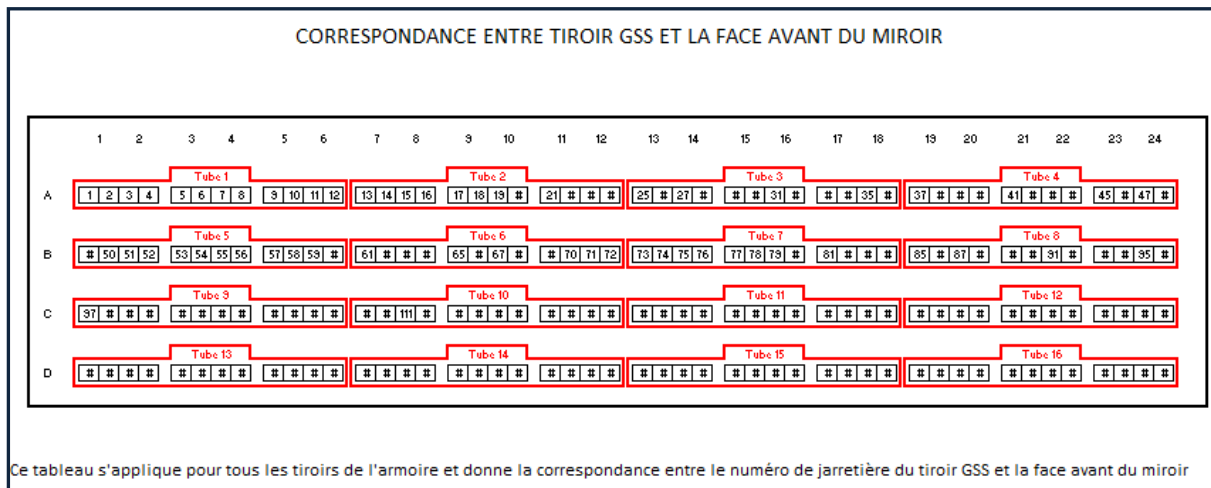 CORRESPONDANCE ENTRE TIROIR GSS ET LA FACE AVANT DU MIROIR
1 2 3 4 5 6 7 8 9 10 11 12 13 14 15 16 17 18 19 20 21 22 23 24
Tube 1 Tube 2 Tube 3 Tube 4
A 1 2 3 4 5 6 7 8 9 10 11 12 13 14 15 16 17 18 19 # 21 # # # 25 # 27 # # # 31 # # # 35 # 37 # # # 41 # # # 45 # 47 #
Tube 5 Tube 6 Tube 7 Tube 8
B # 50 51 52 53 54 55 56 57 58 59 # 61 # # # 65 # 67 # # 70 71 72 73 74 75 76 77 78 79 # 81 # # # 85 # 87 # # # 91 # # # 95 #
Tube 9 Tube 10 Tube 11 Tube 12
C 97 # # # # # # # # # # # # # 111 # # # # # # # # # # # # # # # # # # # # # # # # # # # # # # # # #
Tube 13 Tube 14 Tube 15 Tube 16
D # # # # # # # # # # # # # # # # # # # # # # # # # # # # # # # # # # # # # # # # # # # # # # # #
Ce tableau s'applique pour tous les tiroirs de l'armoire et donne la correspondance entre le numéro de jarretière du tiroir GSS et la face avant du miroir